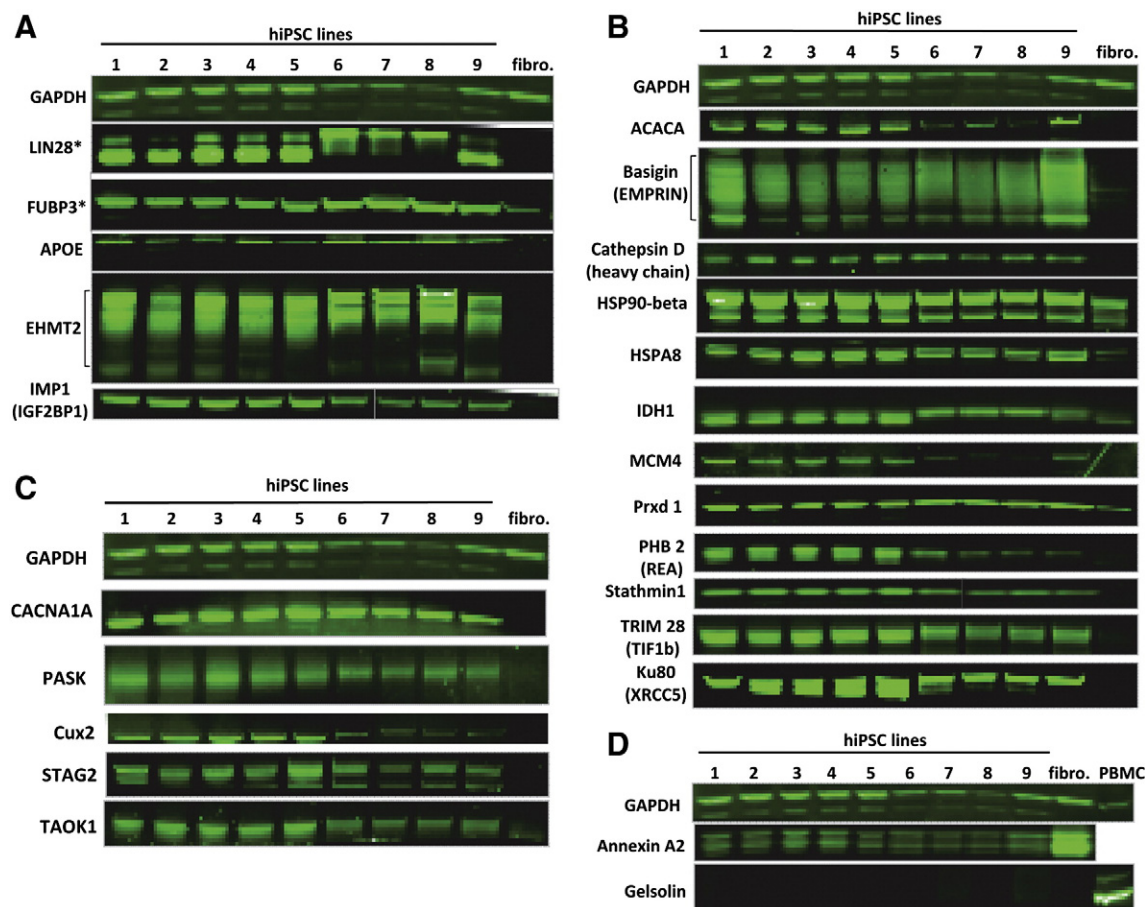 A
hiPSC lines
1 2 3 4 5 6 7 8 9 fibro.
GAPDH
LIN28*
FUBP3*
APOE
EHMT2
IMP1
(IGF2BP1)
B
hiPSC lines
1 2 3 4 5 6 7 8 9 fibro.
GAPDH
ACACA
Basigin
(EMPRIN)
Cathepsin D
(heavy chain)
HSP90-beta
HSPA8
IDH1
MCM4
Prxd 1
PHB 2
(REA)
Stathmin1
TRIM 28
(TIF1b)
Ku80
(XRCC5)
C
hiPSC lines
1 2 3 4 5 6 7 8 9 fibro.
GAPDH
CACNA1A
PASK
Cux2
STAG2
TAOK1
D
hiPSC lines
1 2 3 4 5 6 7 8 9 fibro. PBMC
GAPDH
Annexin A2
Gelsolin